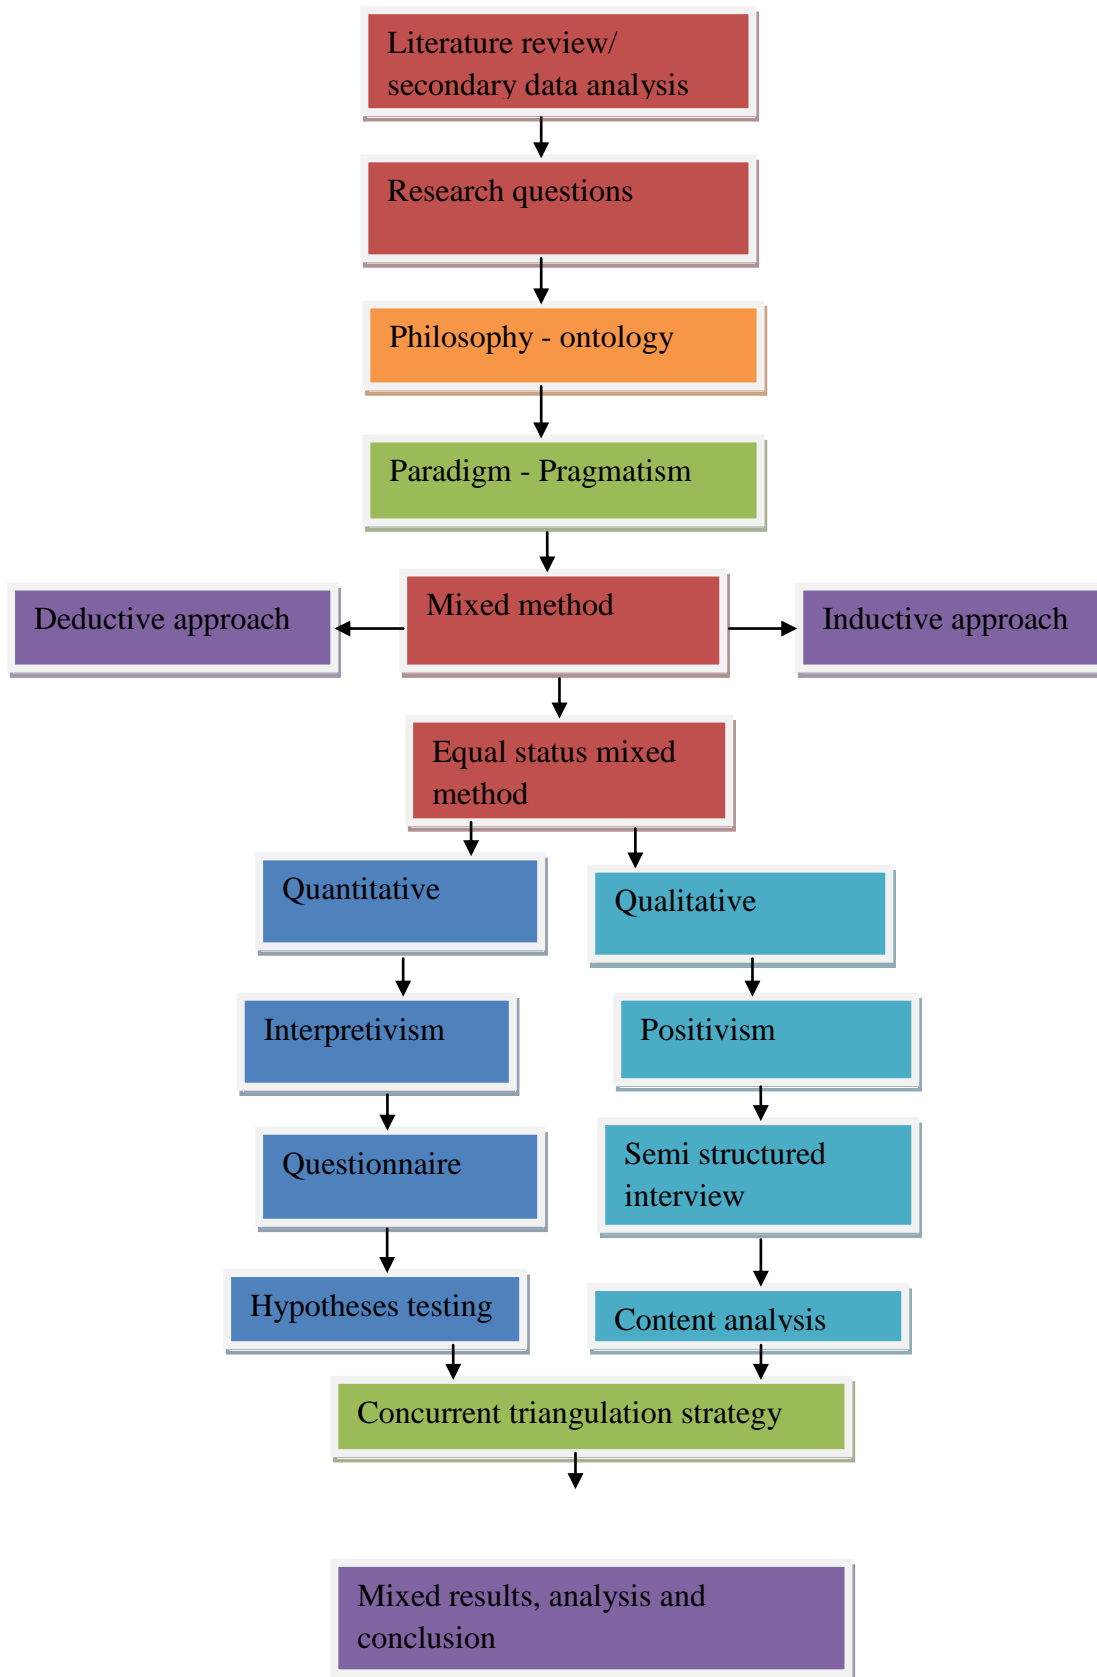 Literature review/
secondary data analysis
Research questions
Philosophy - ontology
Paradigm - Pragmatism
Deductive approach
Mixed method
Inductive approach
Equal status mixed
method
Quantitative
Qualitative
Interpretivism
Positivism
Questionnaire
Semi structured
interview
Hypotheses testing
Content analysis
Concurrent triangulation strategy
Mixed results, analysis and
conclusion